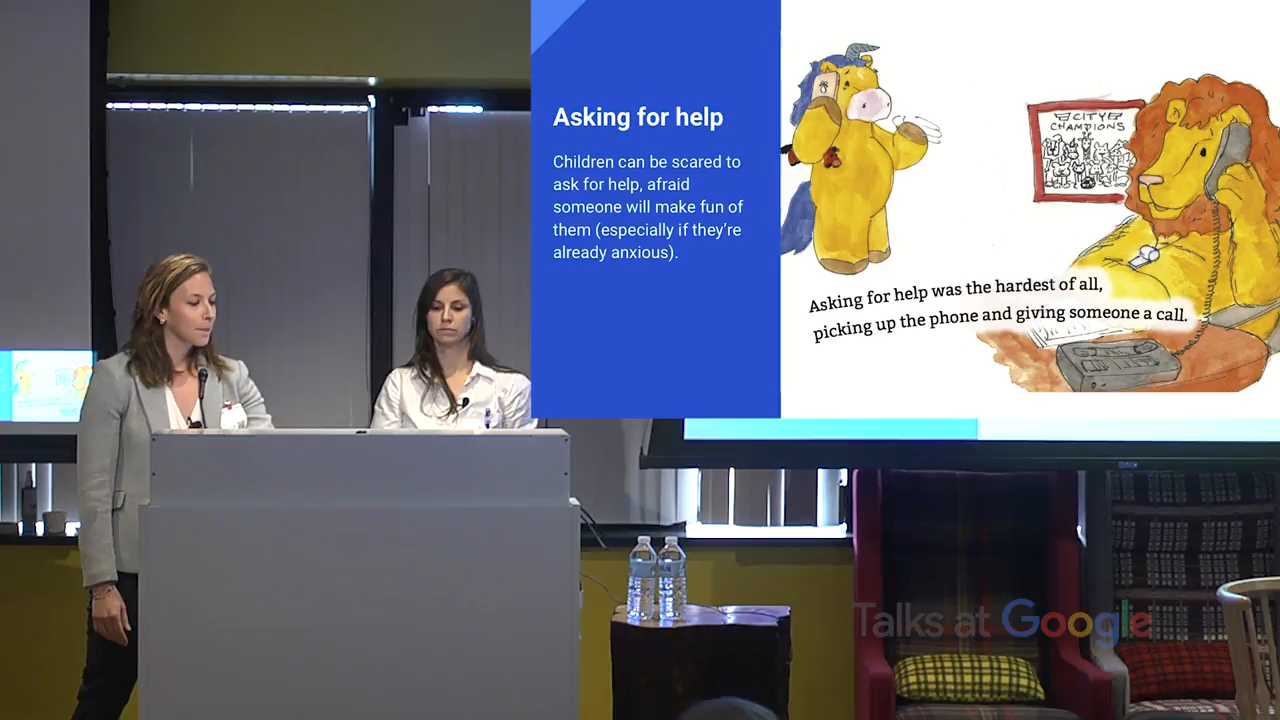 Asking for help
Children can be scared to
ask for help, afraid
someone will make fun of
them (especially if they're
already anxious).
CITY
CHAMPIONS
Asking for help was the hardest of all,
picking up the phone and giving someone a call.
Talks at Google